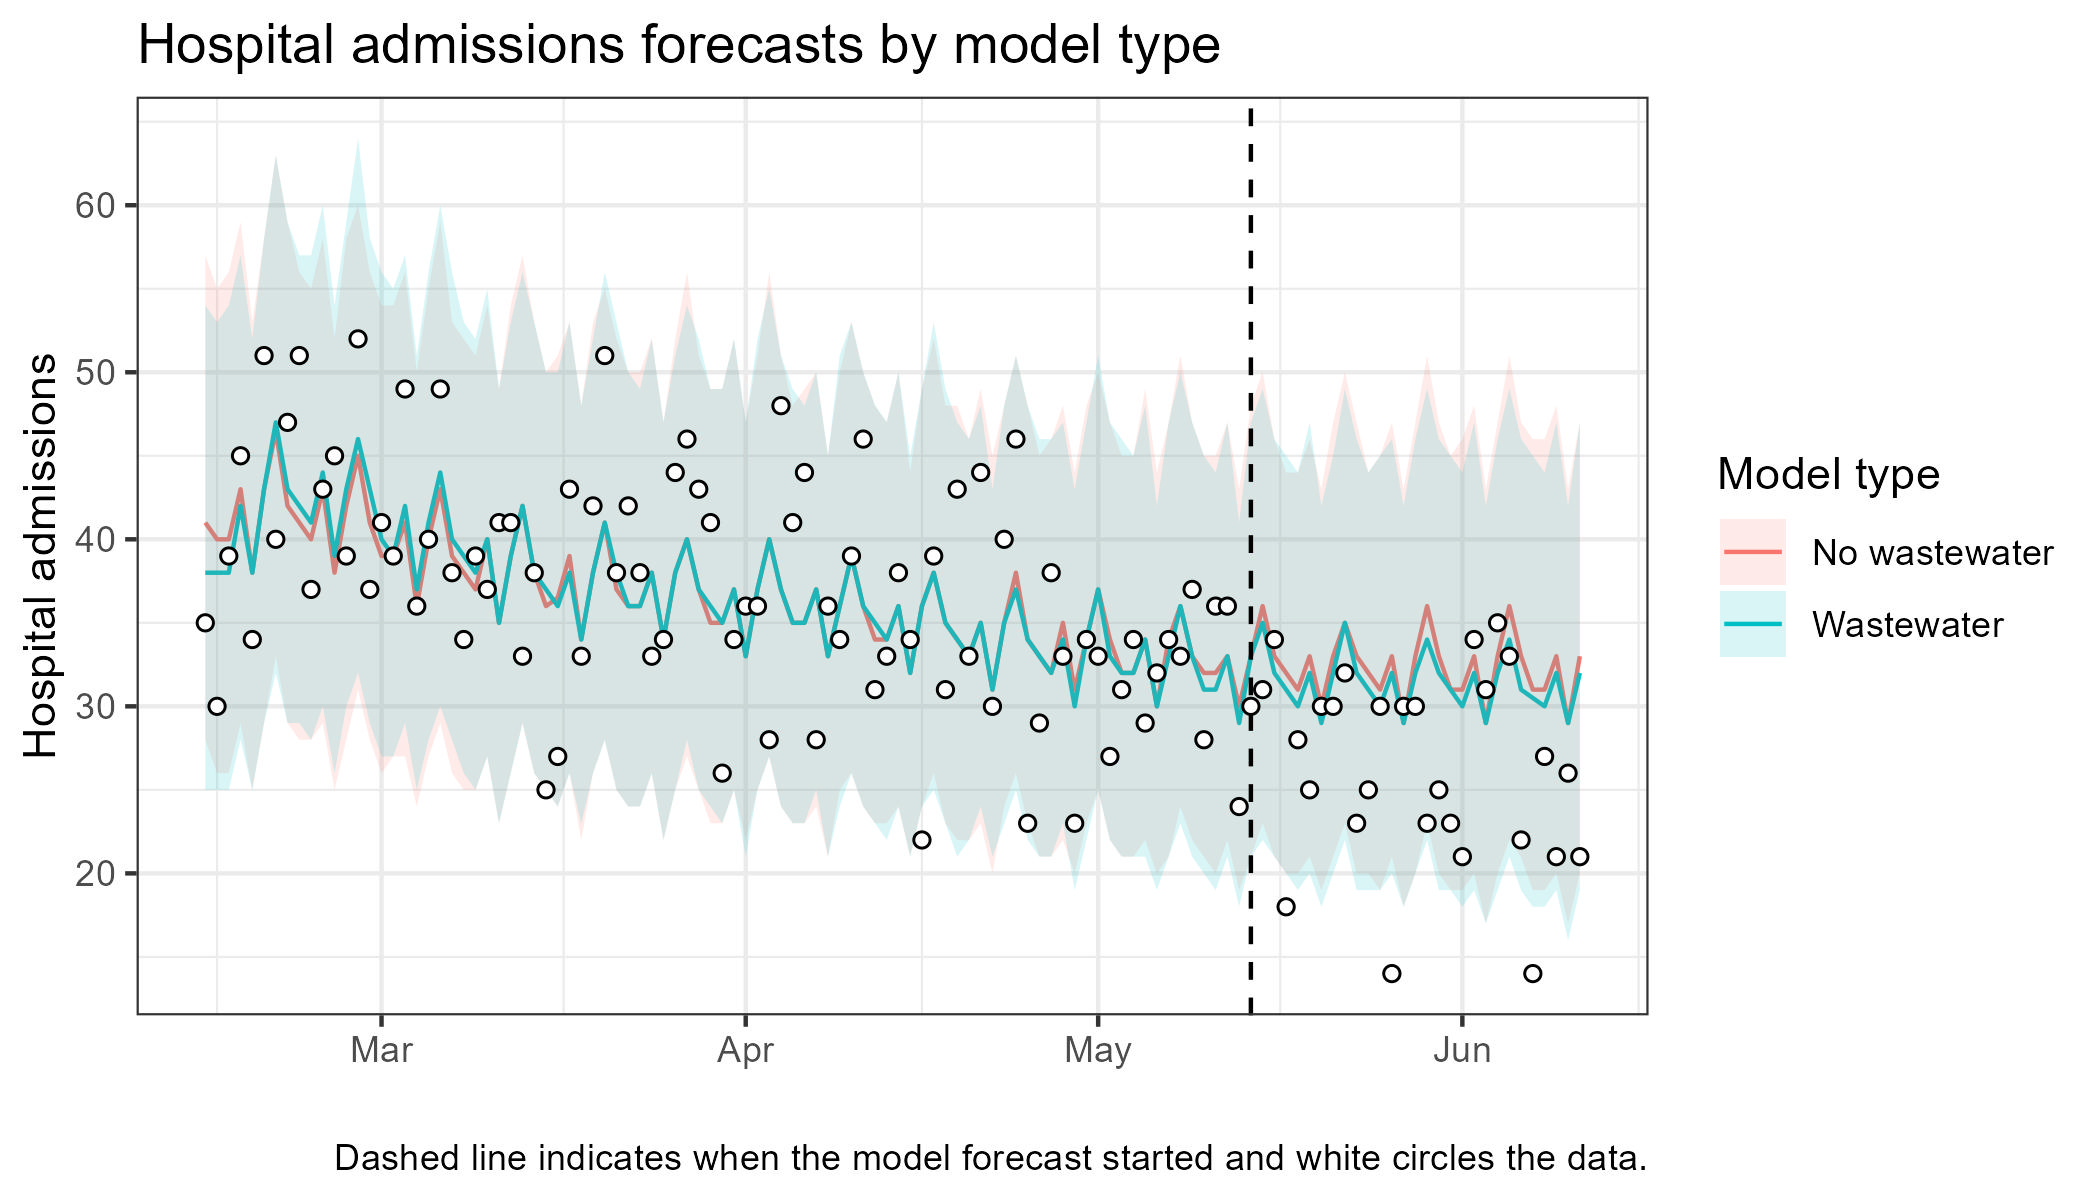 Hospital admissions forecasts by model type
Hospital admissions
60
50
40
30
20
Mar Apr May Jun
Model type
No wastewater
Wastewater
Dashed line indicates when the model forecast started and white circles the data.